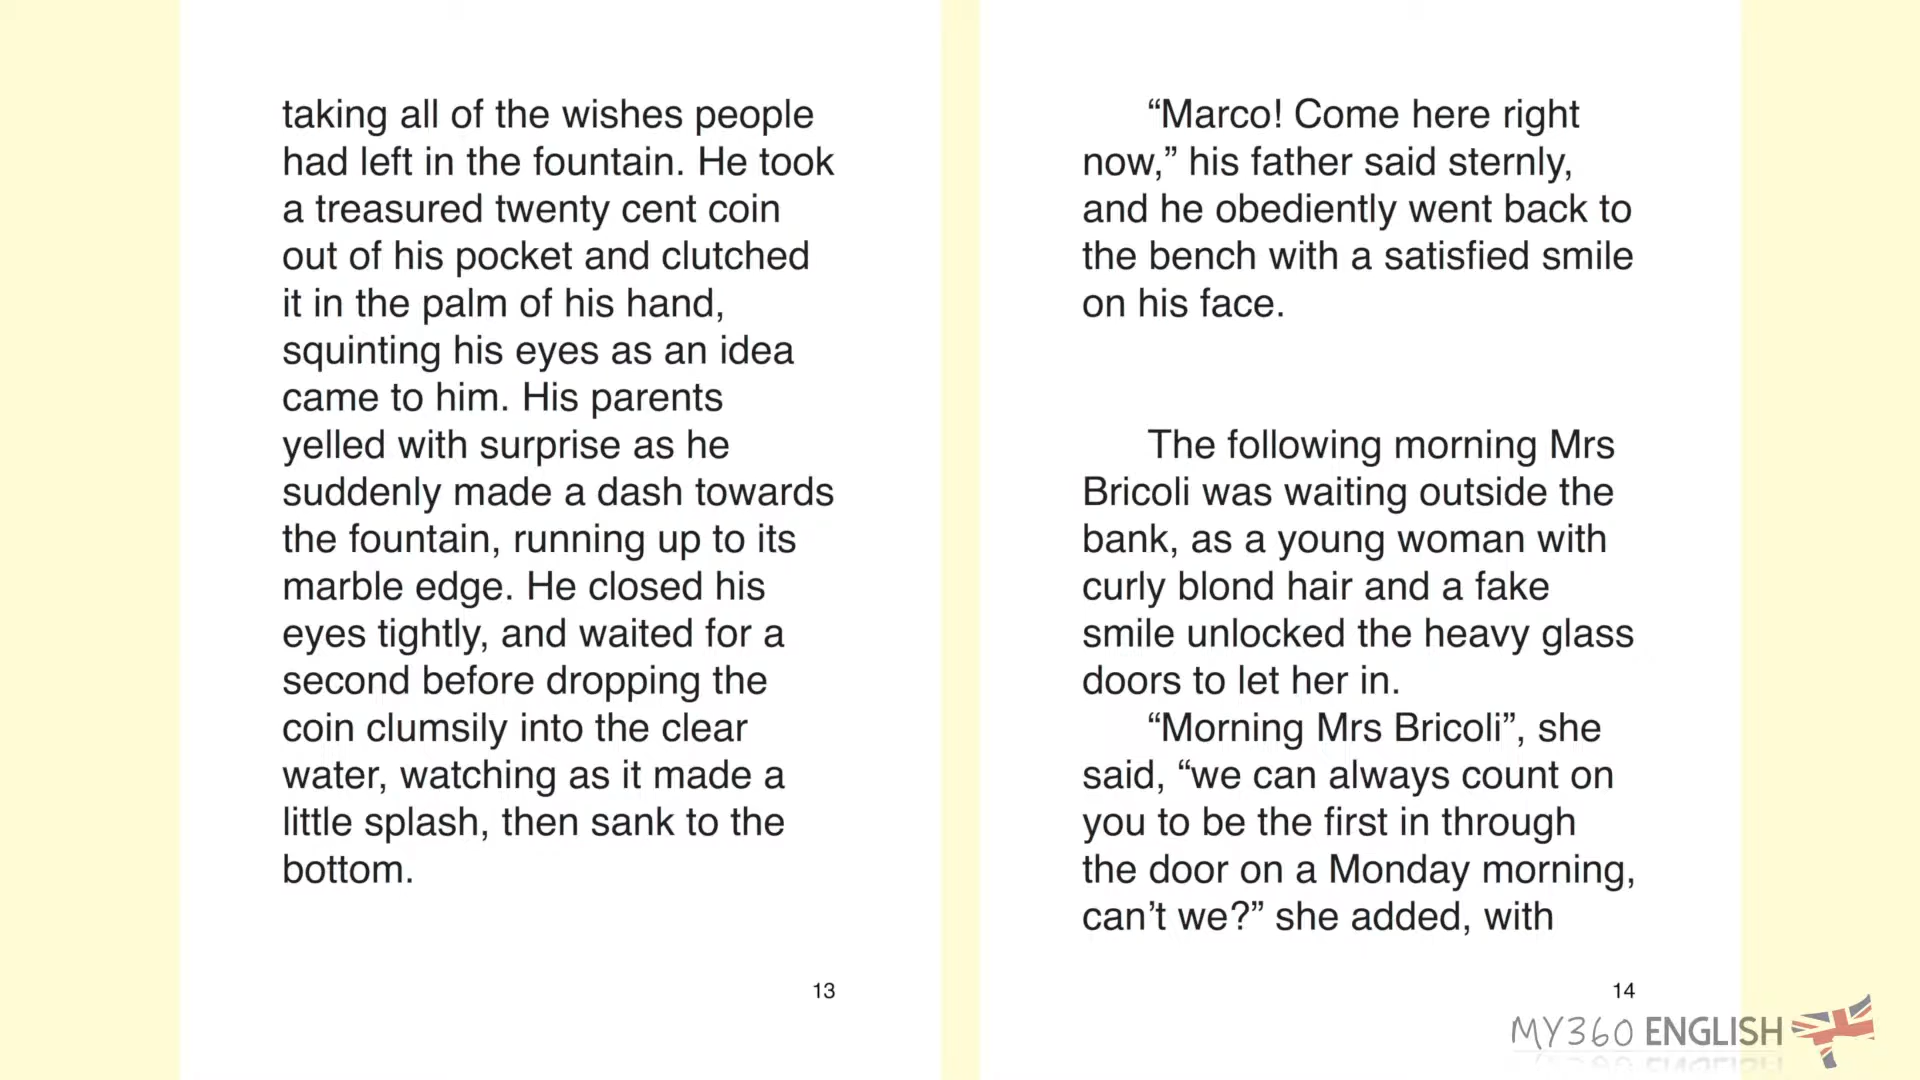 taking all of the wishes people
had left in the fountain. He took
a treasured twenty cent coin
out of his pocket and clutched
it in the palm of his hand,
squinting his eyes as an idea
came to him. His parents
yelled with surprise as he
suddenly made a dash towards
the fountain, running up to its
marble edge. He closed his
eyes tightly, and waited for a
second before dropping the
coin clumsily into the clear
water, watching as it made a
little splash, then sank to the
bottom.
13
“Marco! Come here right
now,” his father said sternly,
and he obediently went back to
the bench with a satisfied smile
on his face.
The following morning Mrs
Bricoli was waiting outside the
bank, as a young woman with
curly blond hair and a fake
smile unlocked the heavy glass
doors to let her in.
“Morning Mrs Bricoli”, she
said, “we can always count on
you to be the first in through
the door on a Monday morning,
can’t we?” she added, with
14
MY360 ENGLISH